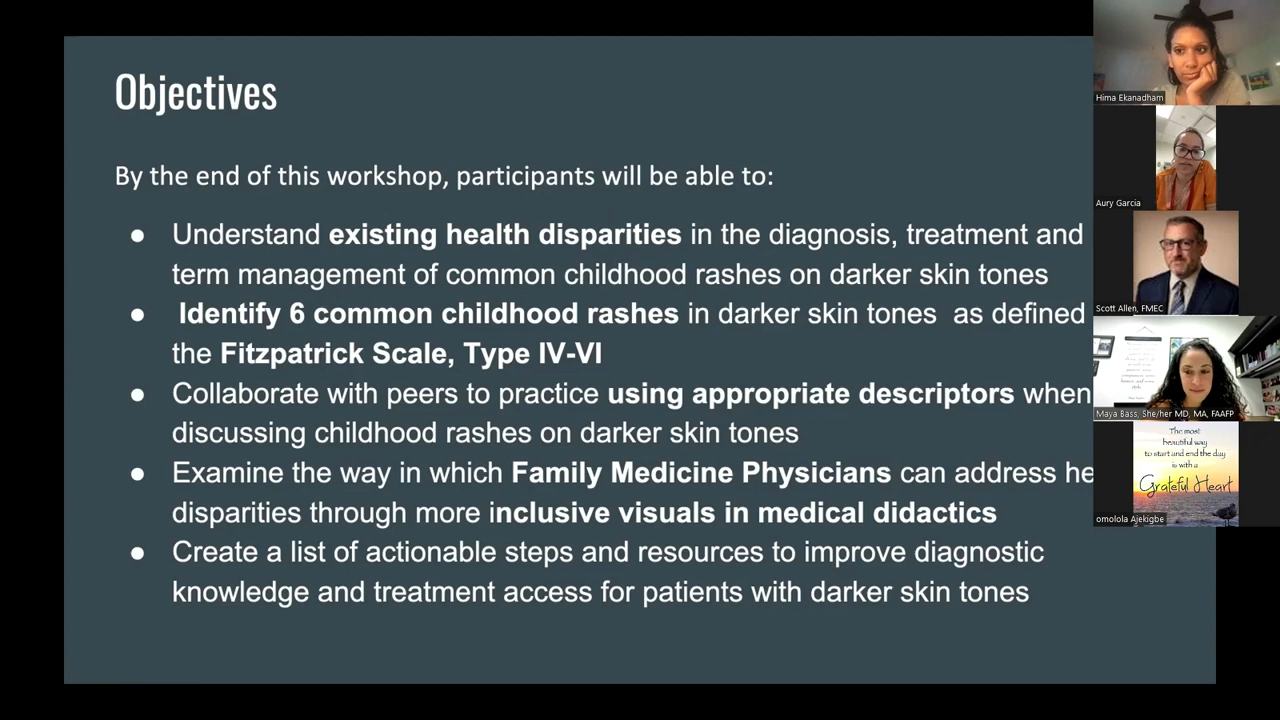 Objectives
By the end of this workshop, participants will be able to:
● Understand existing health disparities in the diagnosis, treatment and
term management of common childhood rashes on darker skin tones
● Identify 6 common childhood rashes in darker skin tones as defined
the Fitzpatrick Scale, Type IV-VI
● Collaborate with peers to practice using appropriate descriptors when
discussing childhood rashes on darker skin tones
● Examine the way in which Family Medicine Physicians can address he
disparities through more inclusive visuals in medical didactics
● Create a list of actionable steps and resources to improve diagnostic
knowledge and treatment access for patients with darker skin tones
Hima Ekanadham
Aury Garcia
Scott Allen, FMEC
Maya Bass, She/her MD, MA, FAAFP
The most
beautiful way
to start and end the day
is with a
Grateful Heart
omolola Ajekigbe